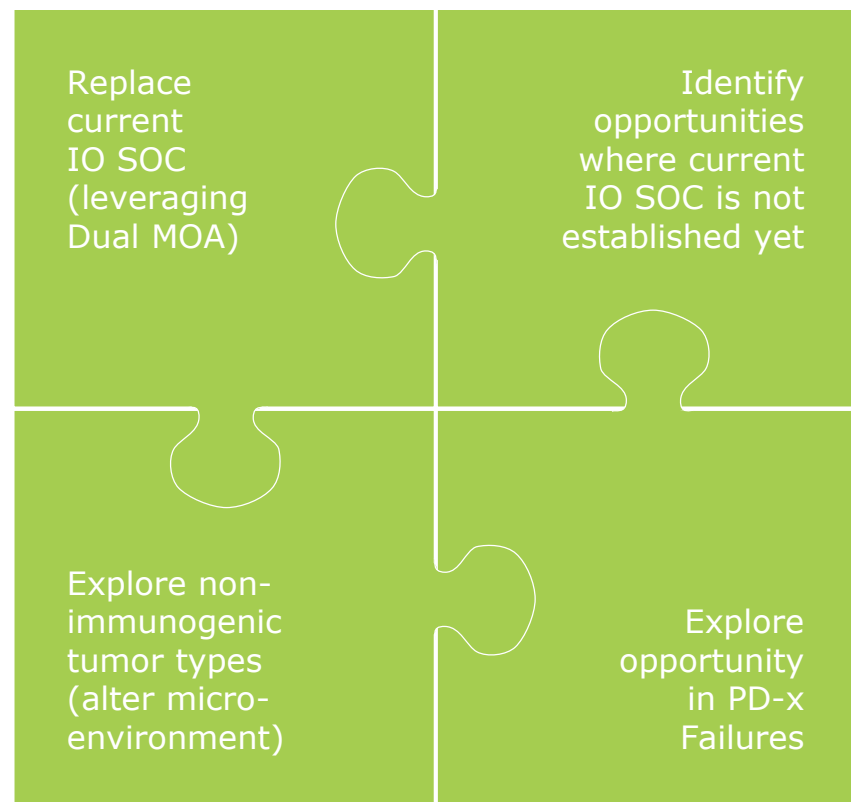 Replace
current
IO SOC
(leveraging
Dual MOA)
Identify
opportunities
where current
IO SOC is not
established yet
Explore non-
immunogenic
tumor types
(alter micro-
environment)
Explore
opportunity
in PD-x
Failures